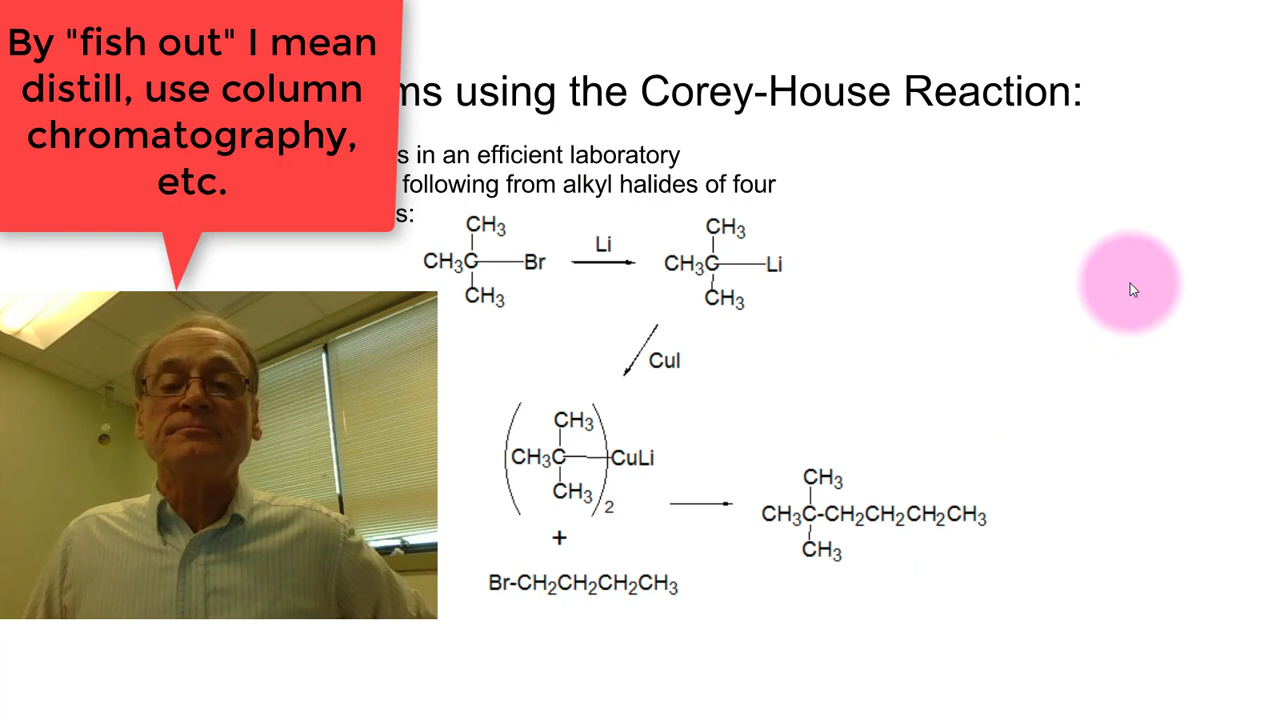 By "fish out" I mean
distill, use column
chromatography,
etc.
ms using the Corey-House Reaction:
s in an efficient laboratory
following from alkyl halides of four
s:
CH3
CH3C—Br
CH3
Li
CH3
CH3C—Li
CH3
CuI
CH3
CH3C—CuLi
CH3
2
+
Br-CH2CH2CH2CH3
CH3
CH3C-CH2CH2CH2CH3
CH3